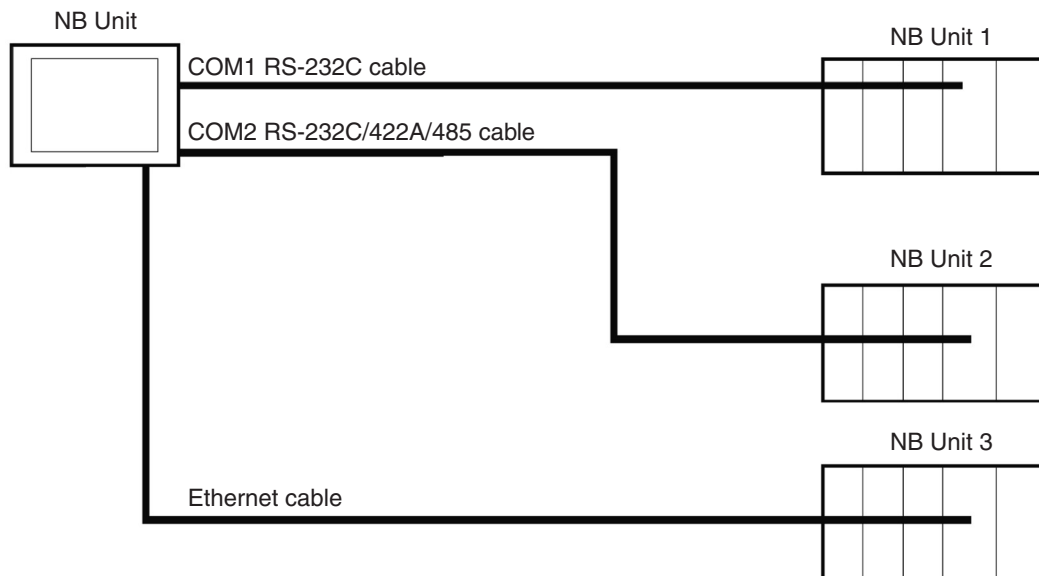 NB Unit
NB Unit 1
COM1 RS-232C cable
COM2 RS-232C/422A/485 cable
NB Unit 2
NB Unit 3
Ethernet cable